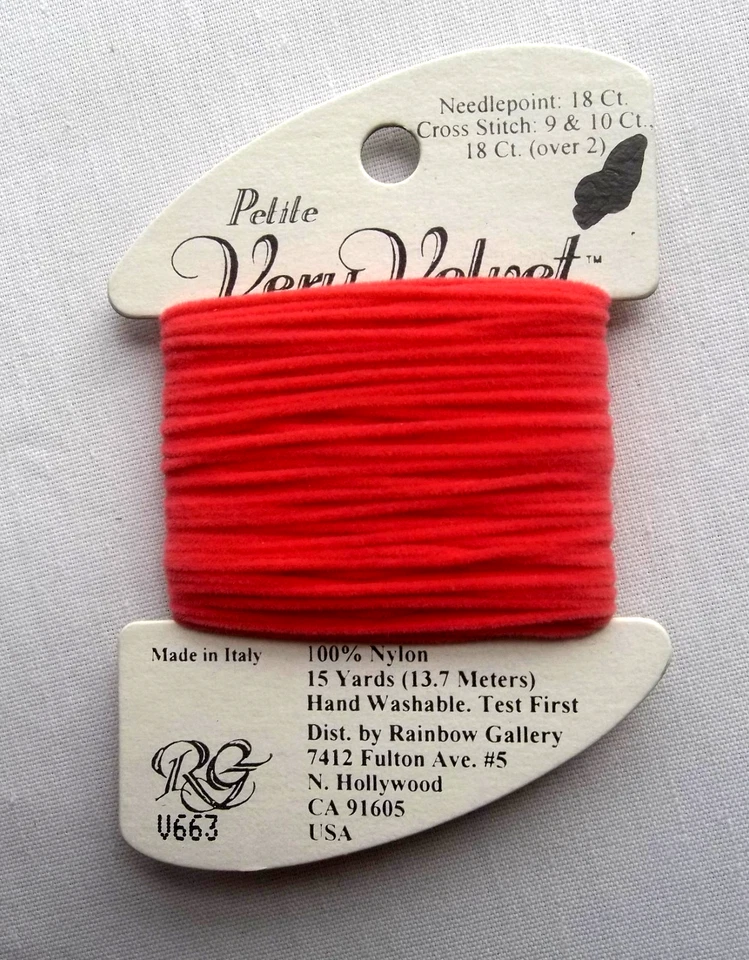 Needlepoint: 18 Ct.
Cross Stitch: 9 & 10 Ct.,
18 Ct. (over 2)
Petite
Very Velvet™
Made in Italy
100% Nylon
15 Yards (13.7 Meters)
Hand Washable. Test First
Dist. by Rainbow Gallery
7412 Fulton Ave. #5
N. Hollywood
CA 91605
USA
RG
V663